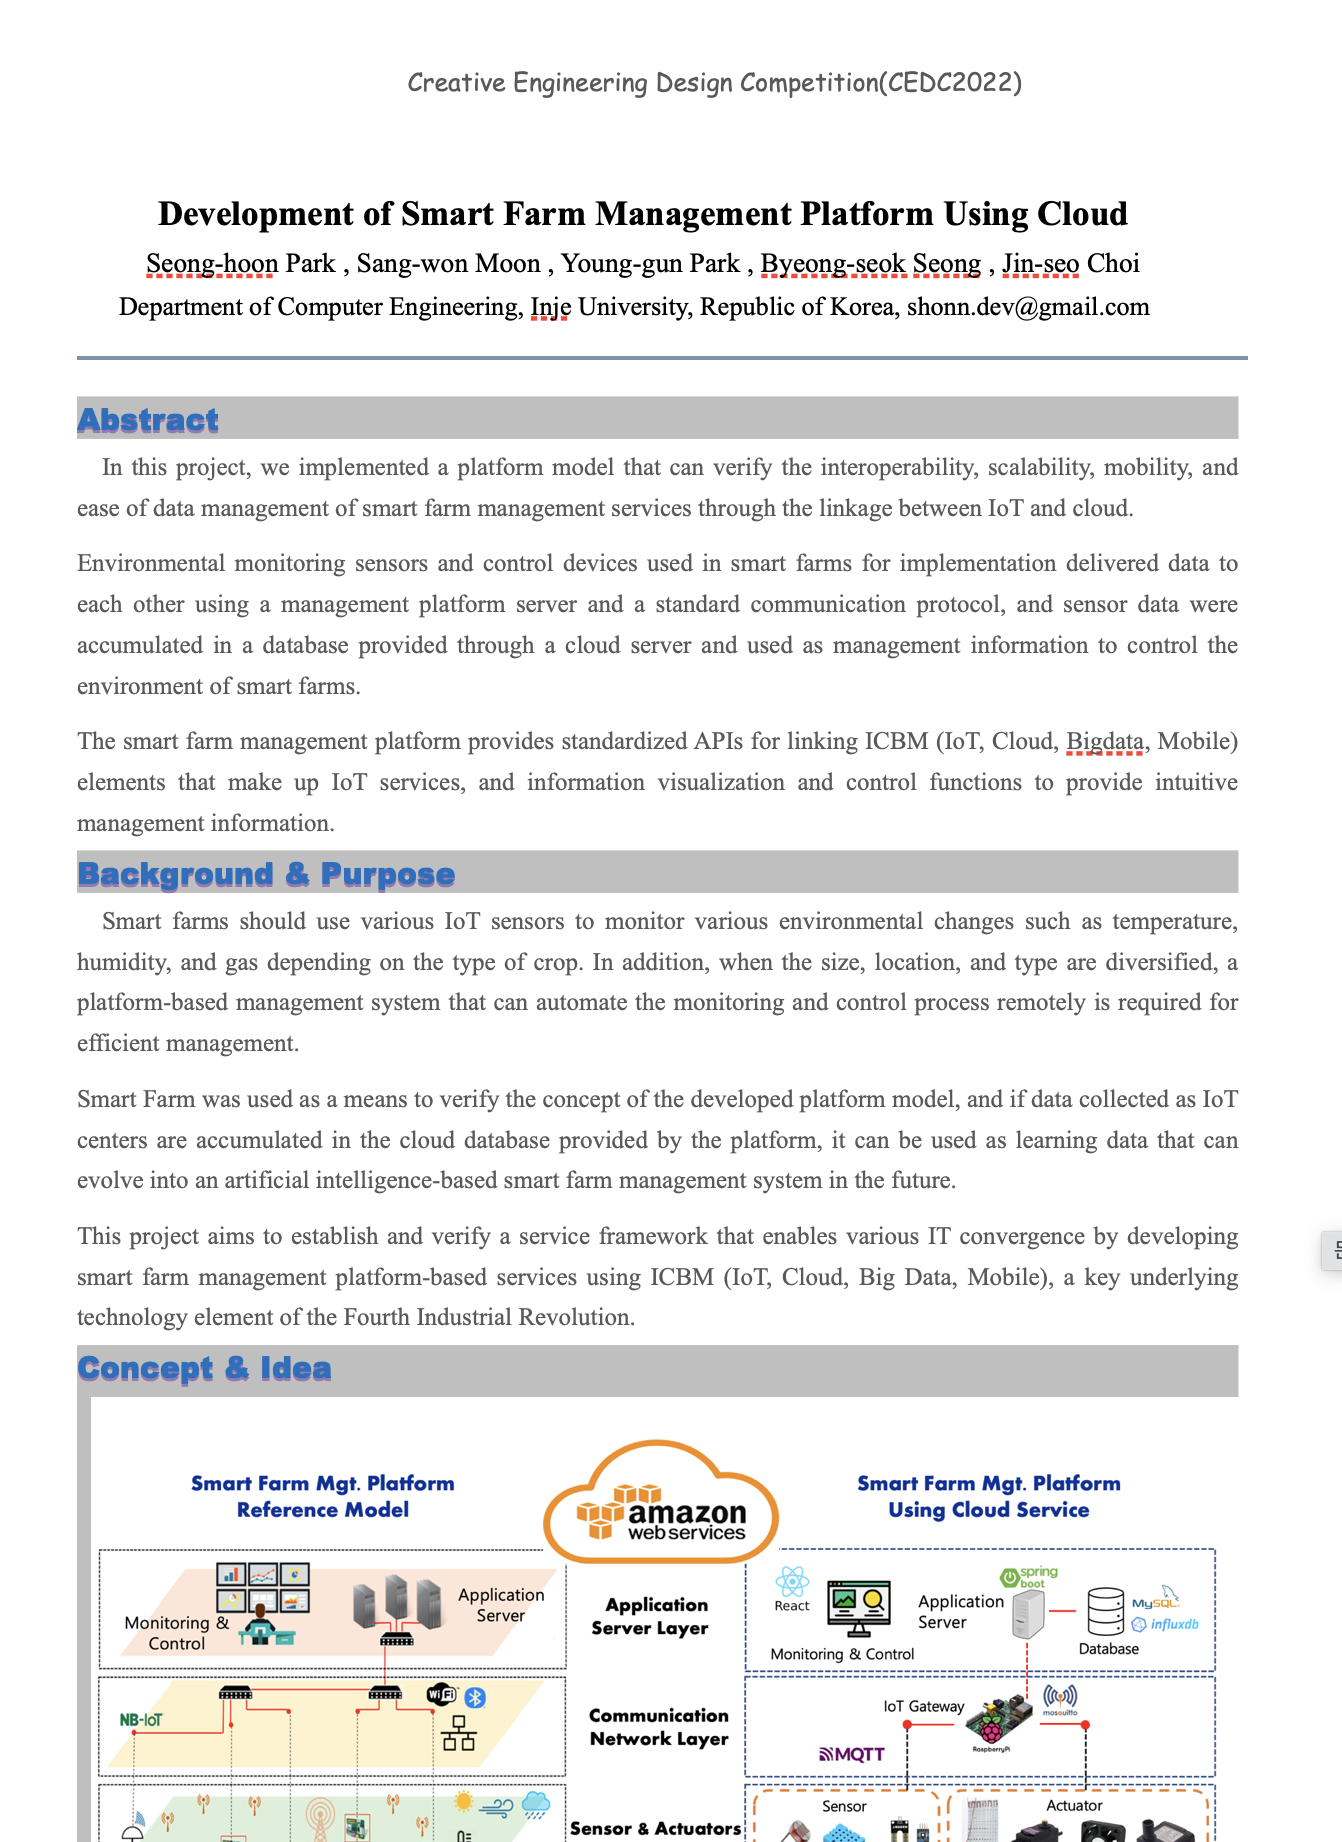 Creative Engineering Design Competition(CEDC2022)
Development of Smart Farm Management Platform Using Cloud
Seong-hoon Park , Sang-won Moon , Young-gun Park , Byeong-seok Seong , Jin-seo Choi
Department of Computer Engineering, Inje University, Republic of Korea, shonn.dev@gmail.com
Abstract
In this project, we implemented a platform model that can verify the interoperability, scalability, mobility, and
ease of data management of smart farm management services through the linkage between IoT and cloud.
Environmental monitoring sensors and control devices used in smart farms for implementation delivered data to
each other using a management platform server and a standard communication protocol, and sensor data were
accumulated in a database provided through a cloud server and used as management information to control the
environment of smart farms.
The smart farm management platform provides standardized APIs for linking ICBM (IoT, Cloud, Bigdata, Mobile)
elements that make up IoT services, and information visualization and control functions to provide intuitive
management information.
Background & Purpose
Smart farms should use various IoT sensors to monitor various environmental changes such as temperature,
humidity, and gas depending on the type of crop. In addition, when the size, location, and type are diversified, a
platform-based management system that can automate the monitoring and control process remotely is required for
efficient management.
Smart Farm was used as a means to verify the concept of the developed platform model, and if data collected as IoT
centers are accumulated in the cloud database provided by the platform, it can be used as learning data that can
evolve into an artificial intelligence-based smart farm management system in the future.
This project aims to establish and verify a service framework that enables various IT convergence by developing
smart farm management platform-based services using ICBM (IoT, Cloud, Big Data, Mobile), a key underlying
technology element of the Fourth Industrial Revolution.
Concept & Idea
Smart Farm Mgt. Platform
Reference Model
amazon
web services
Smart Farm Mgt. Platform
Using Cloud Service
Monitoring &
Control
Application
Server
Application
Server Layer
React
Monitoring & Control
Application
Server
spring
boot
MySQL
influxdb
Database
NB-IoT
WiFi
Communication
Network Layer
IoT Gateway
mosquitto
RaspberryPi
MQTT
Sensor & Actuators
Sensor
Actuator